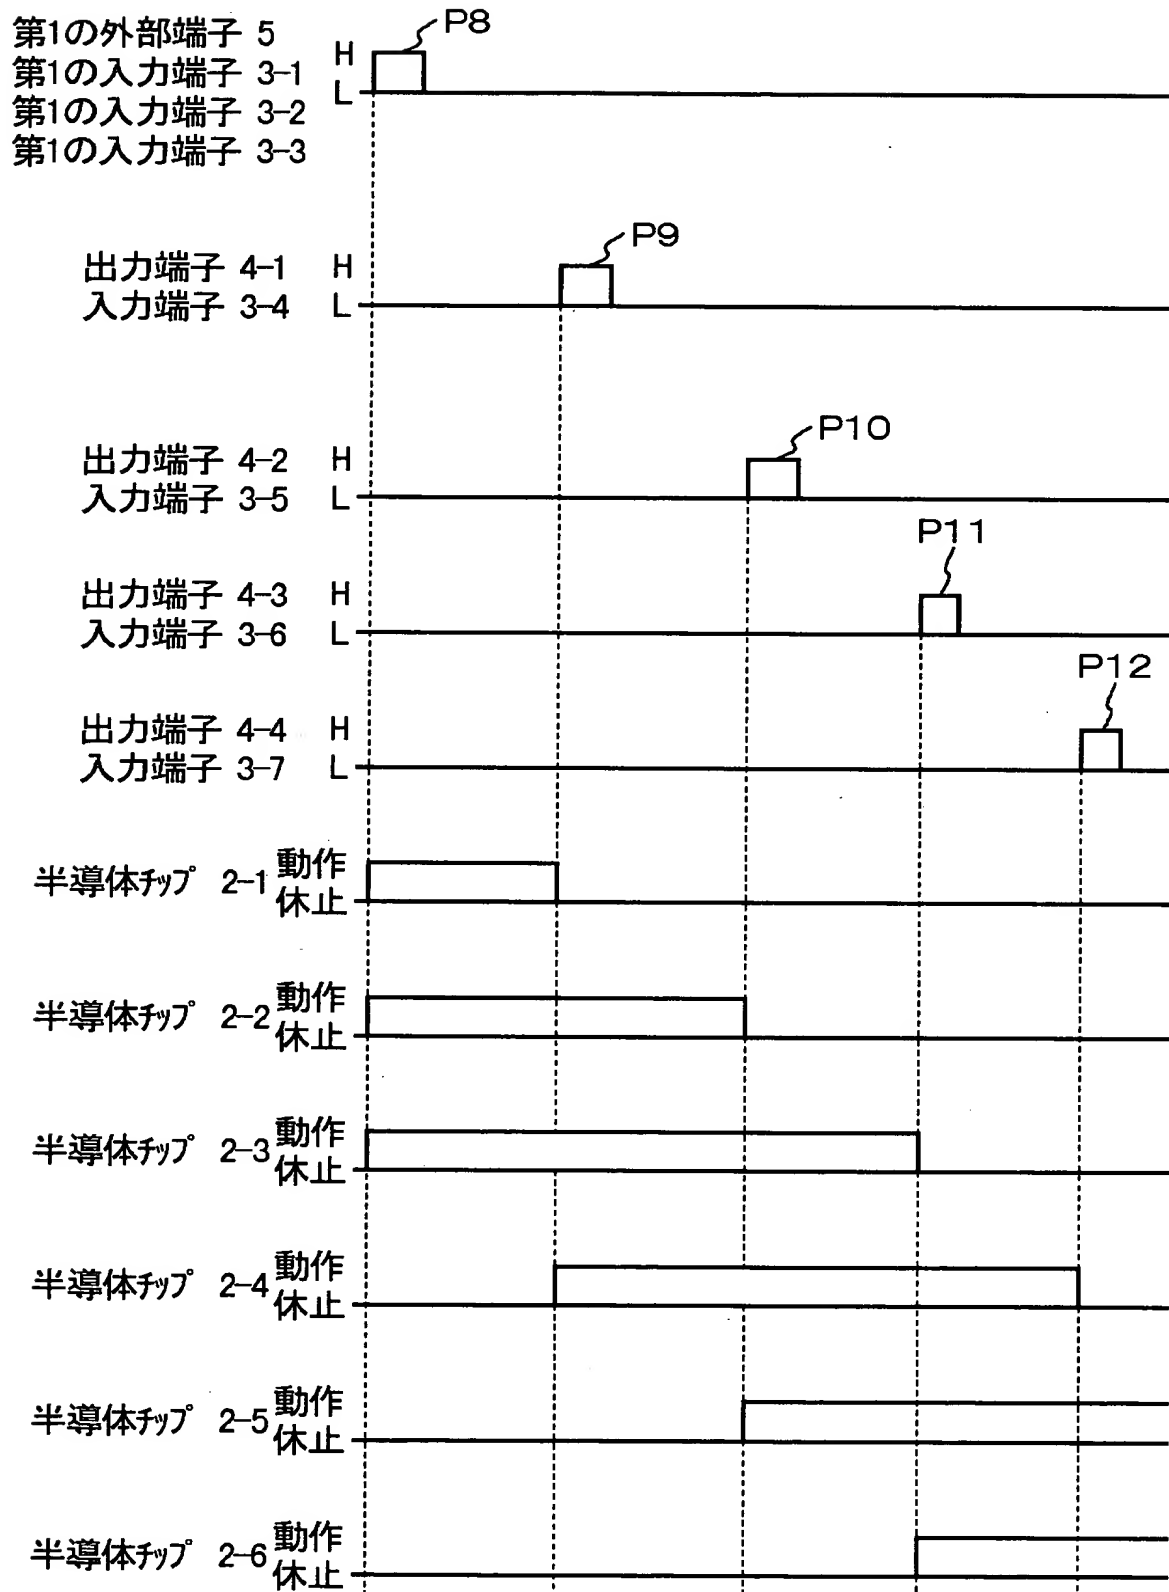 第1の外部端子 5
第1の入力端子 3-1
第1の入力端子 3-2
第1の入力端子 3-3
H
L
P8
出力端子 4-1 H
入力端子 3-4 L
P9
出力端子 4-2 H
入力端子 3-5 L
P10
出力端子 4-3 H
入力端子 3-6 L
P11
出力端子 4-4 H
入力端子 3-7 L
P12
半導体チップ 2-1 動作
休止
半導体チップ 2-2 動作
休止
半導体チップ 2-3 動作
休止
半導体チップ 2-4 動作
休止
半導体チップ 2-5 動作
休止
半導体チップ 2-6 動作
休止